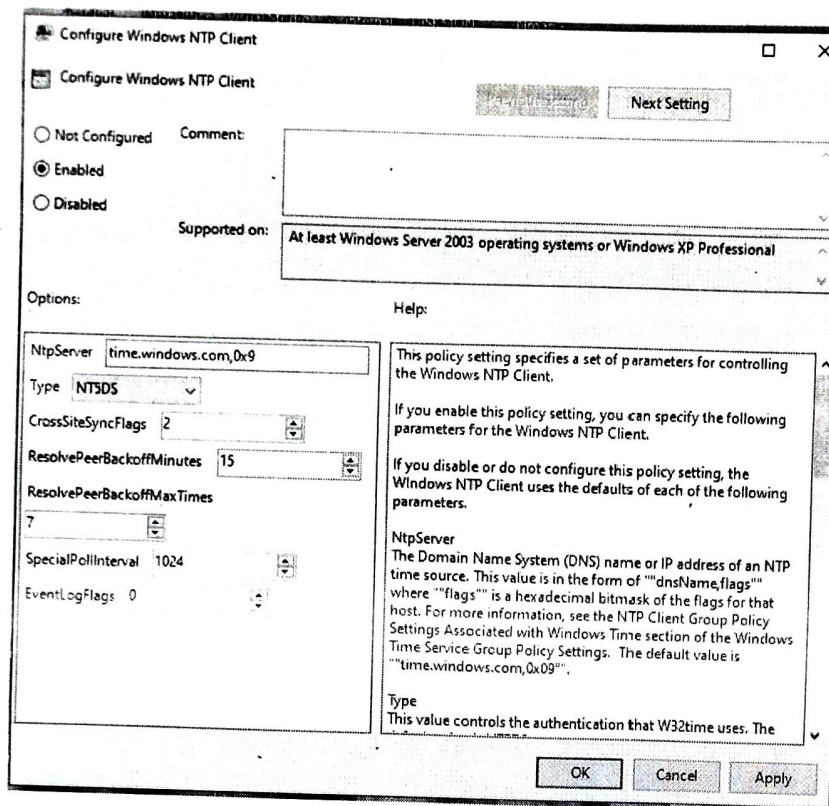 Configure Windows NTP Client
Configure Windows NTP Client
Next Setting
Not Configured
Comment:
Enabled
Disabled
Supported on:
At least Windows Server 2003 operating systems or Windows XP Professional
Options:
Help:
NtpServer time.windows.com,0x9
Type NT5DS
CrossSiteSyncFlags 2
ResolvePeerBackoffMinutes 15
ResolvePeerBackoffMaxTimes
7
SpecialPollInterval 1024
EventLogFlags 0
This policy setting specifies a set of parameters for controlling
the Windows NTP Client.
If you enable this policy setting, you can specify the following
parameters for the Windows NTP Client.
If you disable or do not configure this policy setting, the
WIndows NTP Client uses the defaults of each of the following
parameters.
NtpServer
The Domain Name System (DNS) name or IP address of an NTP
time source. This value is in the form of ""dnsName,flags""
where ""flags"" is a hexadecimal bitmask of the flags for that
host. For more information, see the NTP Client Group Policy
Settings Associated with Windows Time section of the Windows
Time Service Group Policy Settings. The default value is
""time.windows.com,0x09"".
Type
This value controls the authentication that W32time uses. The
OK
Cancel
Apply